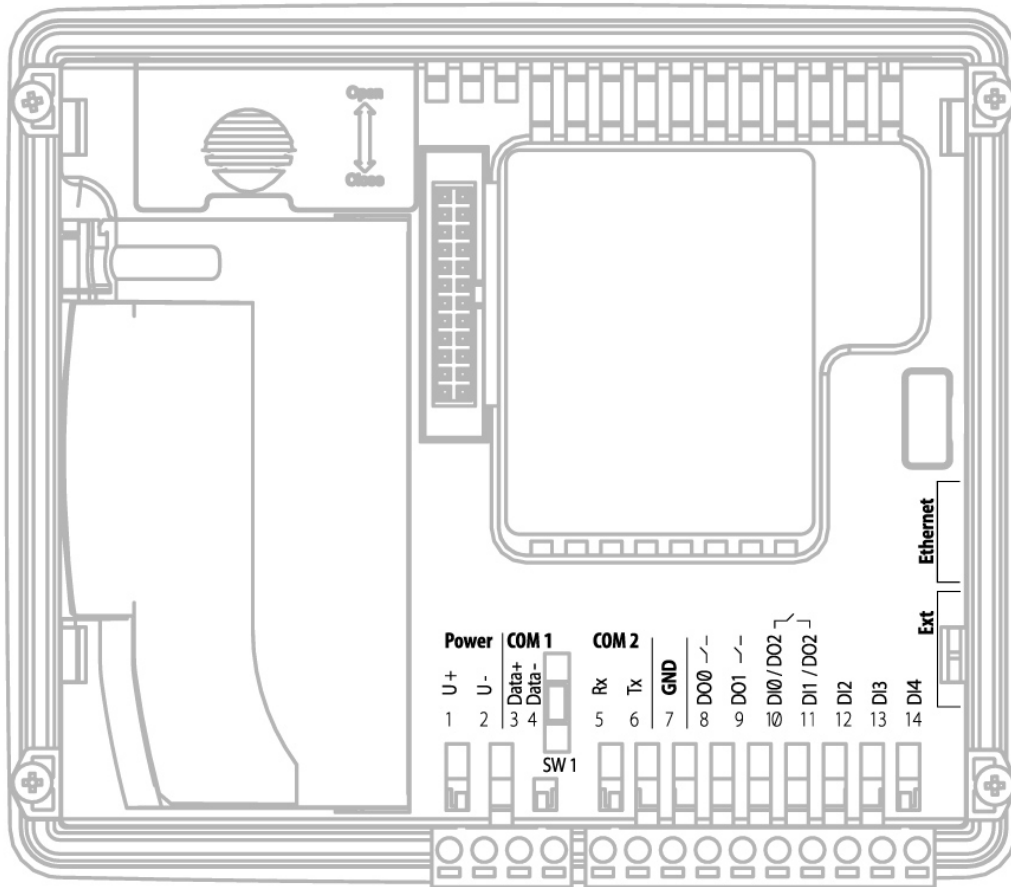 Open
Close
Ethernet
Ext
Power COM 1 COM 2
U+ U- Data+ Data- Rx Tx GND DO0 DO1 DI0/DO2 DI1/DO2 DI2 DI3 DI4
1 2 3 4 5 6 7 8 9 10 11 12 13 14
SW 1